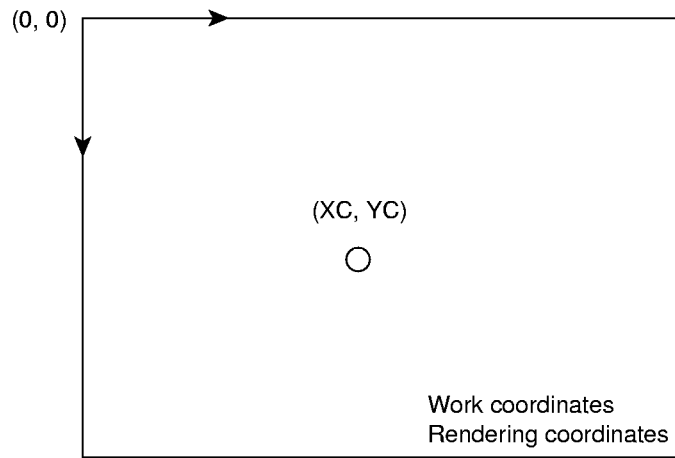 (0, 0)
(XC, YC)
Work coordinates
Rendering coordinates